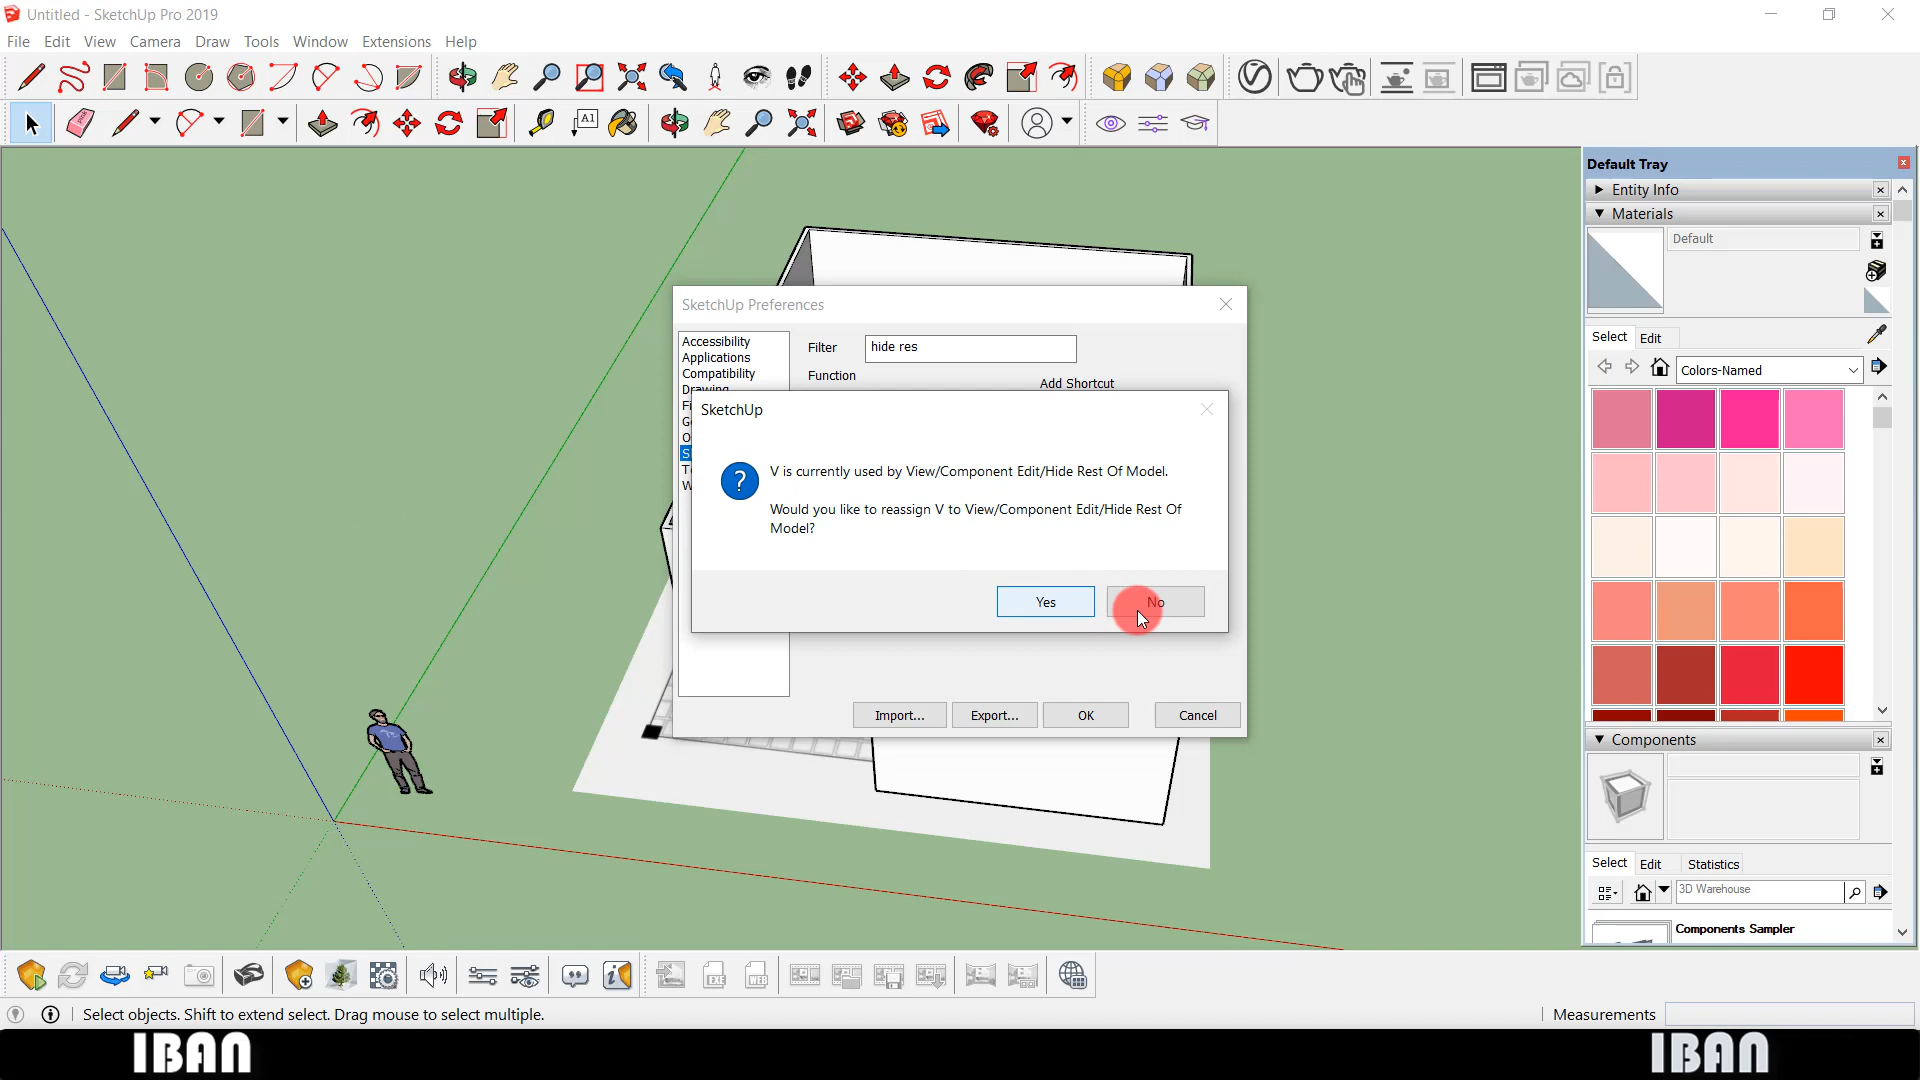 Untitled - SketchUp Pro 2019
File Edit View Camera Draw Tools Window Extensions Help
A1
Default Tray
Entity Info
Materials
Default
Select Edit
Colors-Named
SketchUp Preferences
Accessibility
Applications
Compatibility
Drawing
Filter hide res
Function
Add Shortcut
SketchUp
V is currently used by View/Component Edit/Hide Rest Of Model.
Would you like to reassign V to View/Component Edit/Hide Rest Of
Model?
Yes No
Import... Export... OK Cancel
Components
Select Edit Statistics
3D Warehouse
Components Sampler
EXE
WEB
Select objects. Shift to extend select. Drag mouse to select multiple.
Measurements
IBAN IBAN